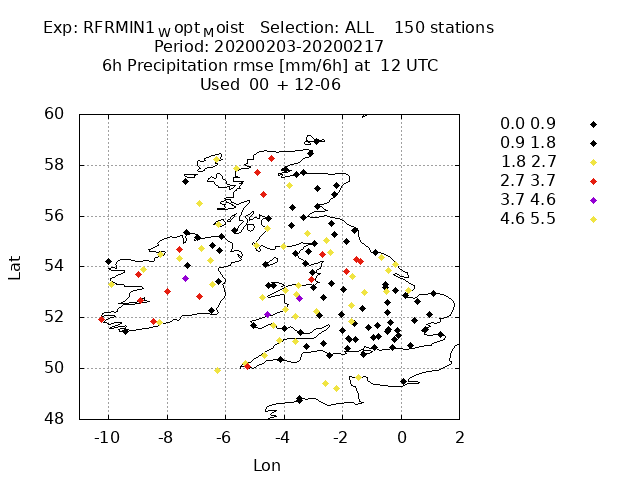 Exp: RFRMIN1WoptMoist Selection: ALL 150 stations
Period: 20200203-20200217
6h Precipitation rmse [mm/6h] at 12 UTC
Used 00 + 12-06
60
58
56
54
52
50
48
-10 -8 -6 -4 -2 0 2
Lat
Lon
0.0 0.9
0.9 1.8
1.8 2.7
2.7 3.7
3.7 4.6
4.6 5.5